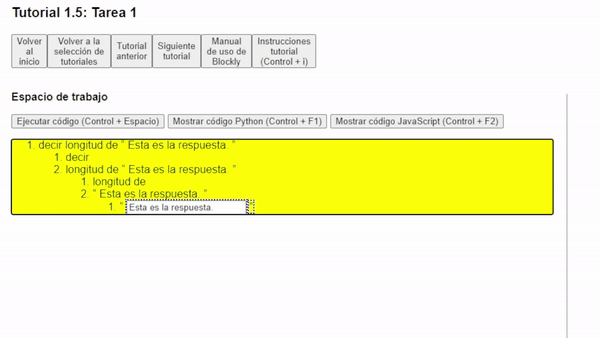 Tutorial 1.5: Tarea 1
Volver al inicio
Volver a la selección de tutoriales
Tutorial anterior
Siguiente tutorial
Manual de uso de Blockly
Instrucciones tutorial (Control + i)
Espacio de trabajo
Ejecutar código (Control + Espacio) Mostrar código Python (Control + F1) Mostrar código JavaScript (Control + F2)
1. decir longitud de “ Esta es la respuesta. ”
1. decir
2. longitud de “ Esta es la respuesta. ”
1. longitud de
2. “ Esta es la respuesta. ”
1. “ Esta es la respuesta. ”